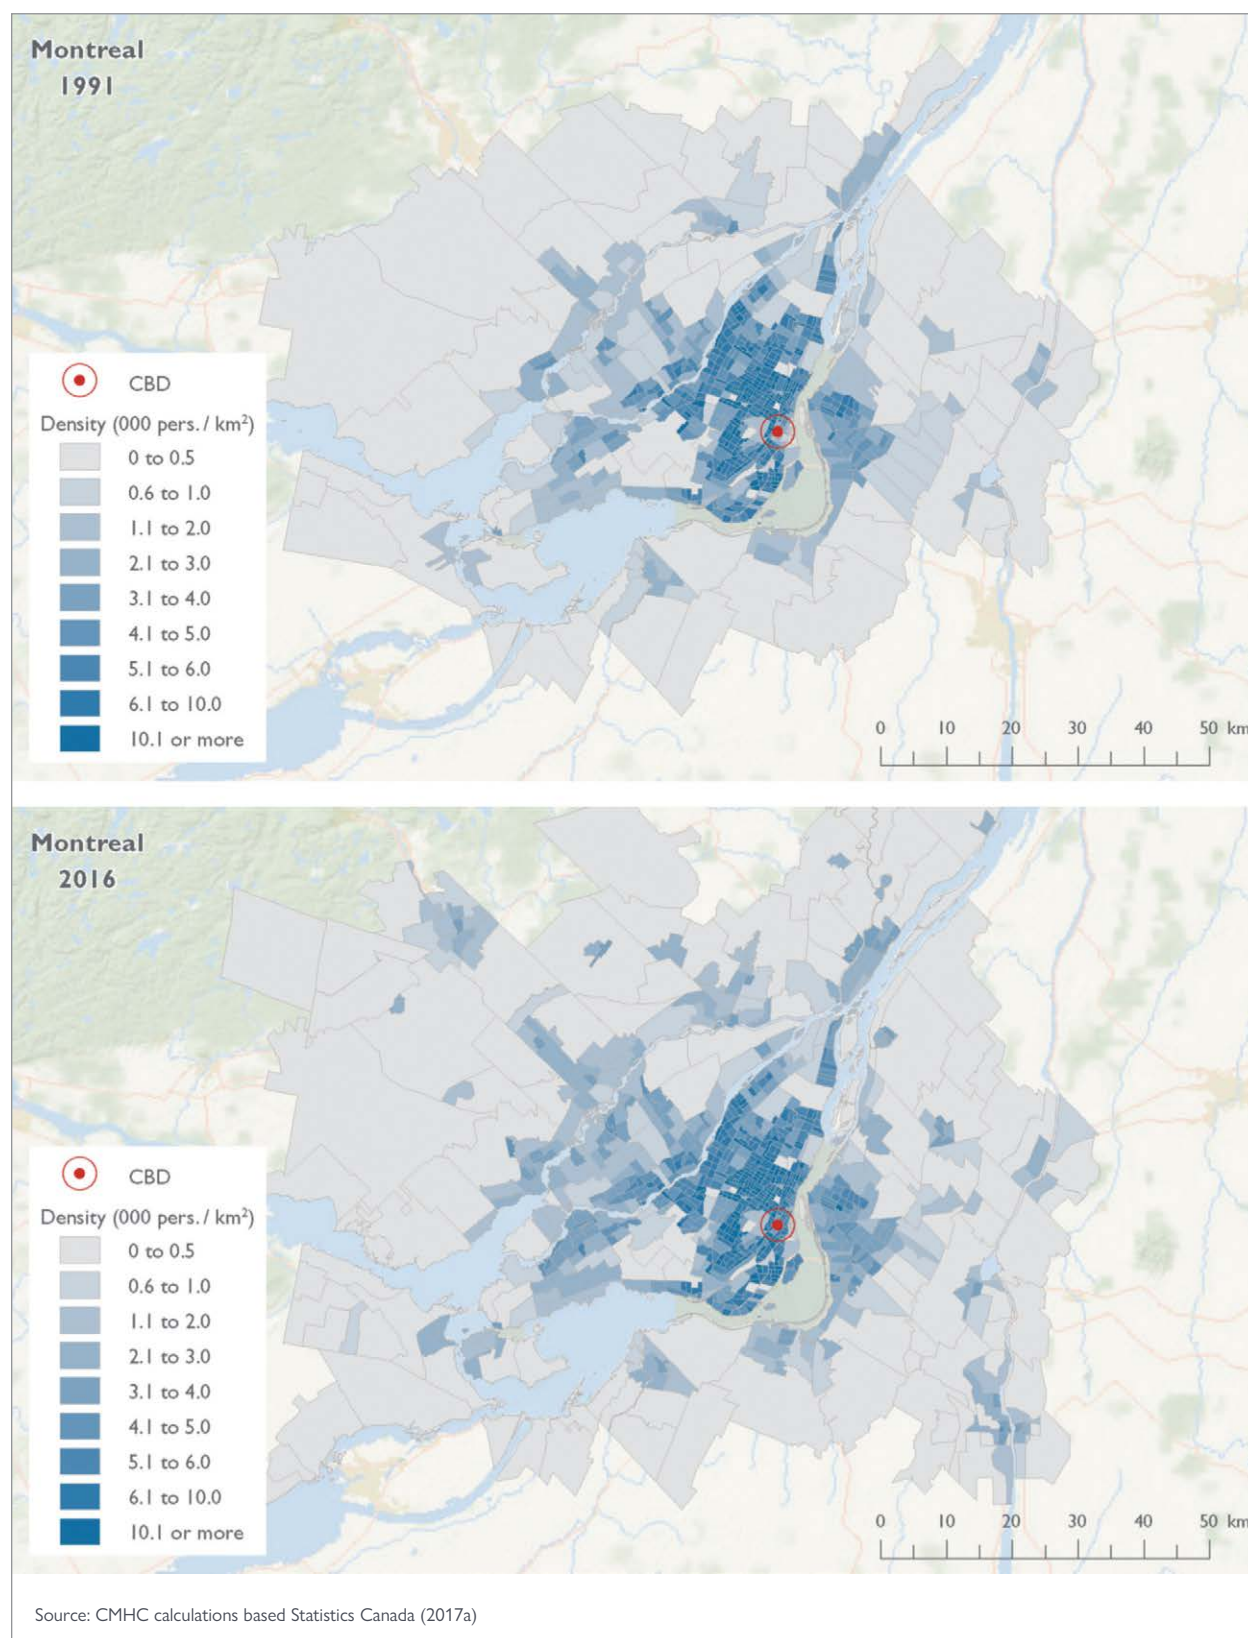 Montreal
1991
CBD
Density (000 pers. / km²)
0 to 0.5
0.6 to 1.0
1.1 to 2.0
2.1 to 3.0
3.1 to 4.0
4.1 to 5.0
5.1 to 6.0
6.1 to 10.0
10.1 or more
0 10 20 30 40 50 km
Montreal
2016
CBD
Density (000 pers. / km²)
0 to 0.5
0.6 to 1.0
1.1 to 2.0
2.1 to 3.0
3.1 to 4.0
4.1 to 5.0
5.1 to 6.0
6.1 to 10.0
10.1 or more
0 10 20 30 40 50 km
Source: CMHC calculations based Statistics Canada (2017a)